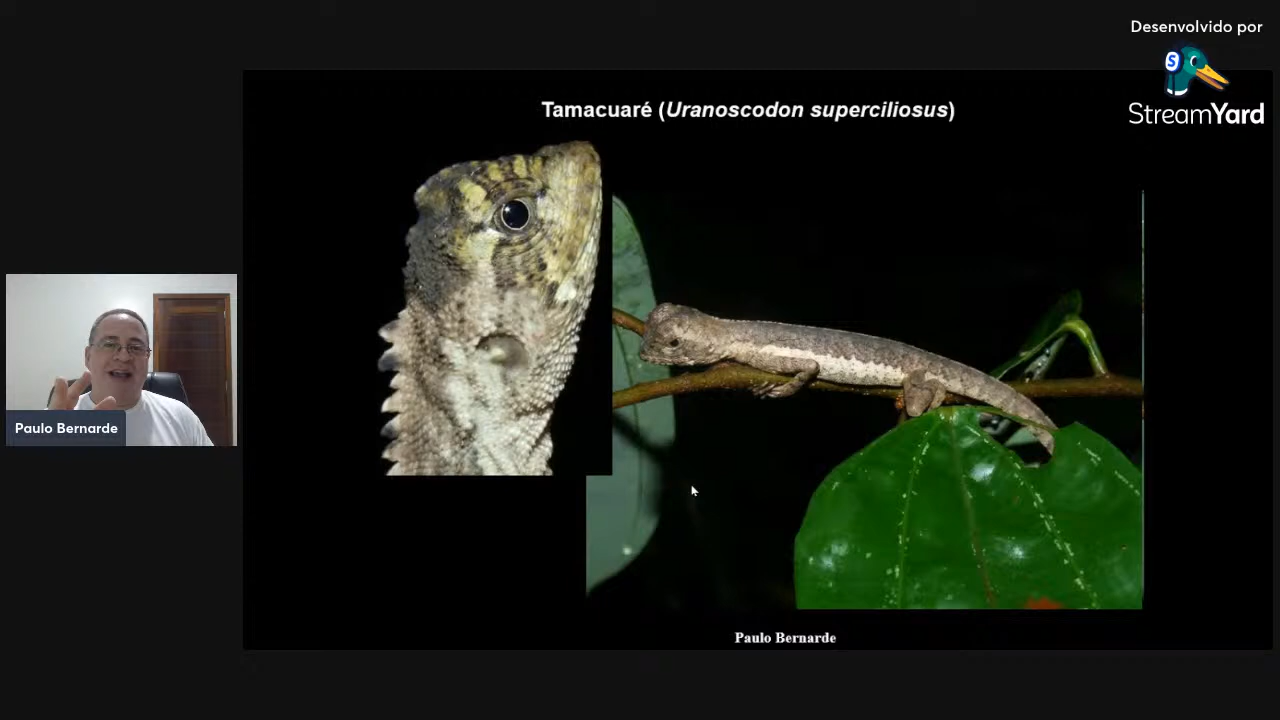 Desenvolvido por
S
StreamYard
Tamacuaré (Uranoscodon superciliosus)
Paulo Bernarde
Paulo Bernarde